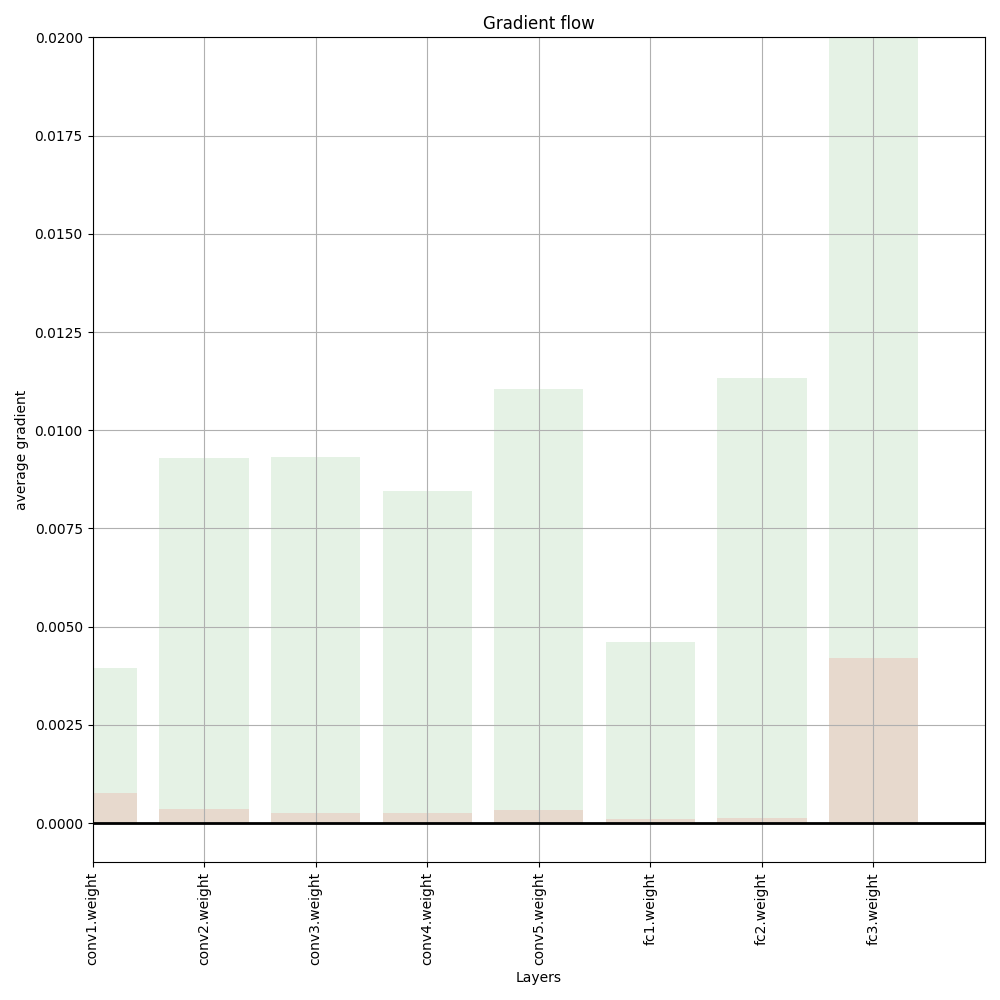 Gradient flow
0.0200
0.0175
0.0150
0.0125
0.0100
0.0075
0.0050
0.0025
0.0000
average gradient
conv1.weight
conv2.weight
conv3.weight
conv4.weight
conv5.weight
fc1.weight
fc2.weight
fc3.weight
Layers